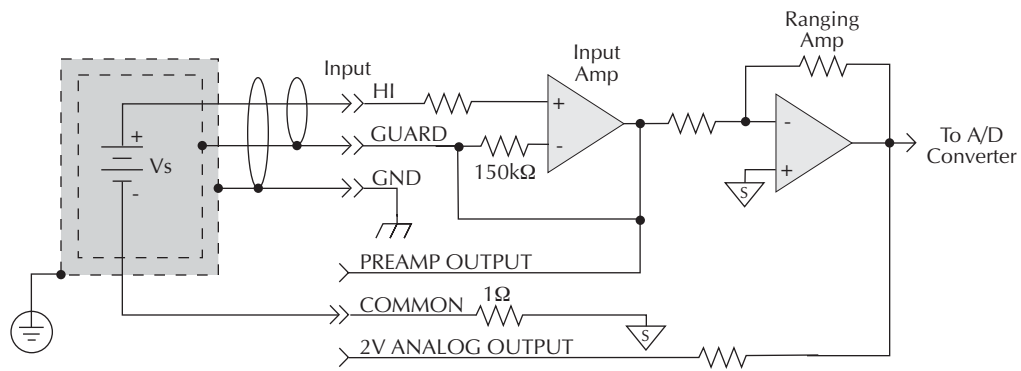 Ranging
Amp
Input
Amp
Input
HI
+
GUARD
-
-
To A/D
Converter
+
Vs
-
150kΩ
+
S
GND
PREAMP OUTPUT
COMMON
1Ω
S
2V ANALOG OUTPUT